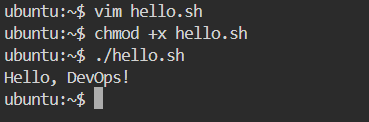 ubuntu:~$ vim hello.sh
ubuntu:~$ chmod +x hello.sh
ubuntu:~$ ./hello.sh
Hello, DevOps!
ubuntu:~$